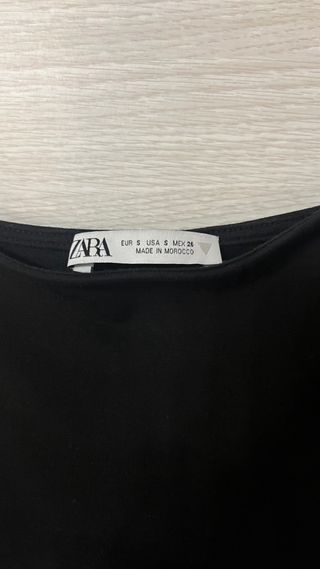 ZARA
EUR S USA S MEX 26
MADE IN MOROCCO